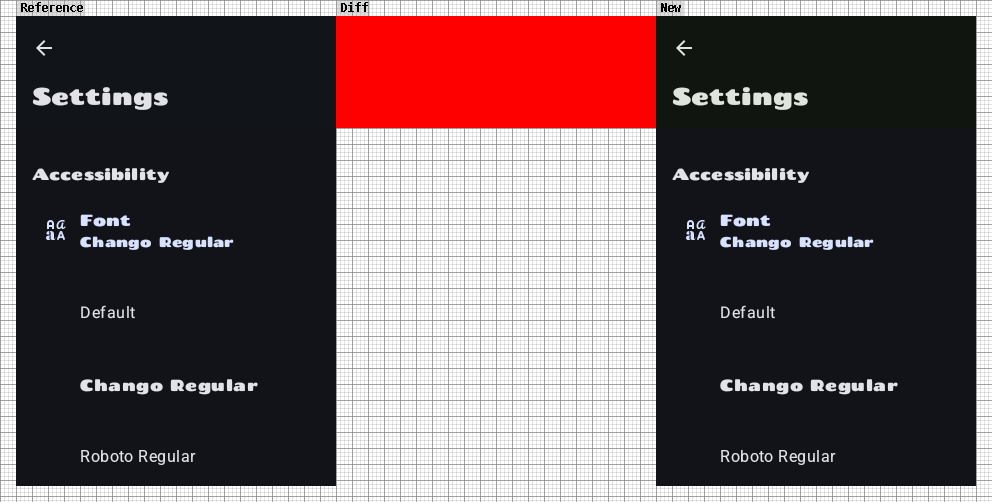 Reference
Diff
New
Settings
Accessibility
Font
Chango Regular
Default
Chango Regular
Roboto Regular
Settings
Accessibility
Font
Chango Regular
Default
Chango Regular
Roboto Regular